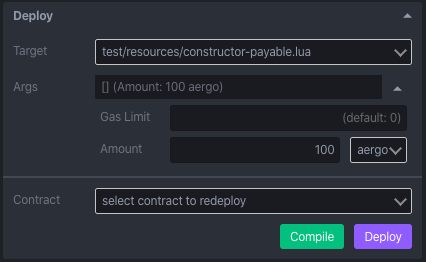 Deploy
Target test/resources/constructor-payable.lua
Args [] (Amount: 100 aergo)
Gas Limit (default: 0)
Amount 100 aergo
Contract select contract to redeploy
Compile Deploy